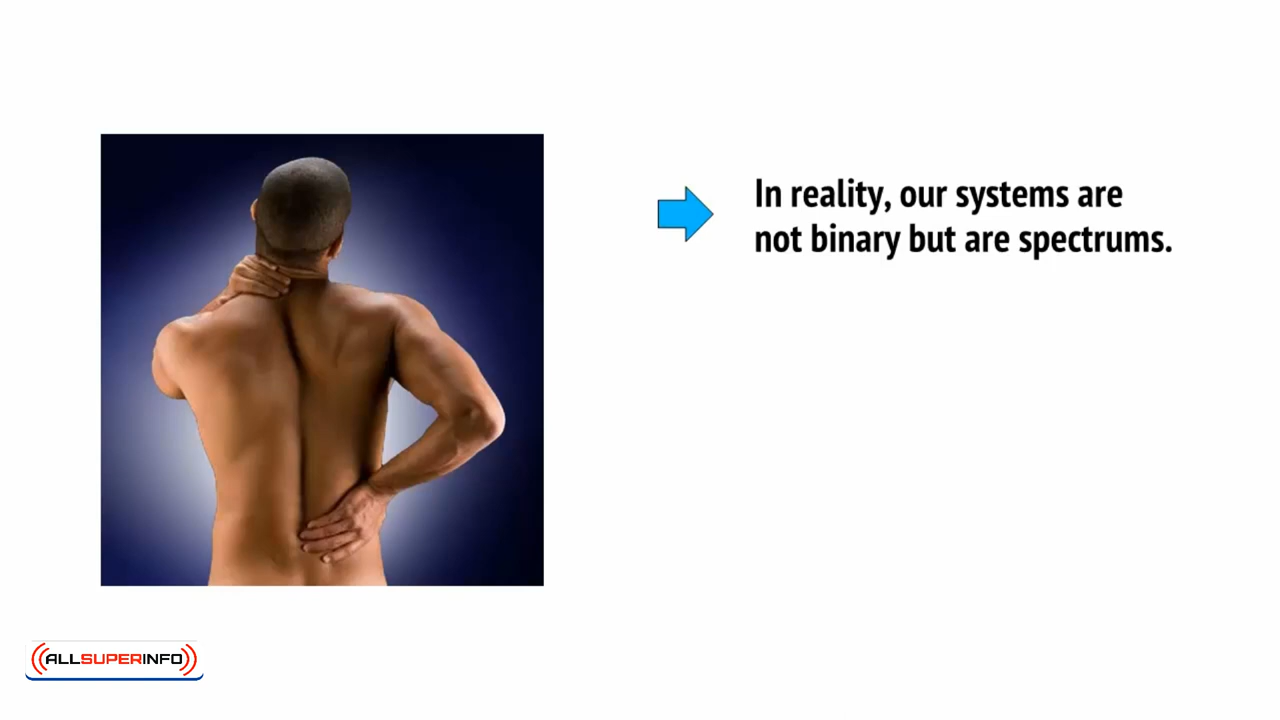 In reality, our systems are
not binary but are spectrums.
ALLSUPERINFO